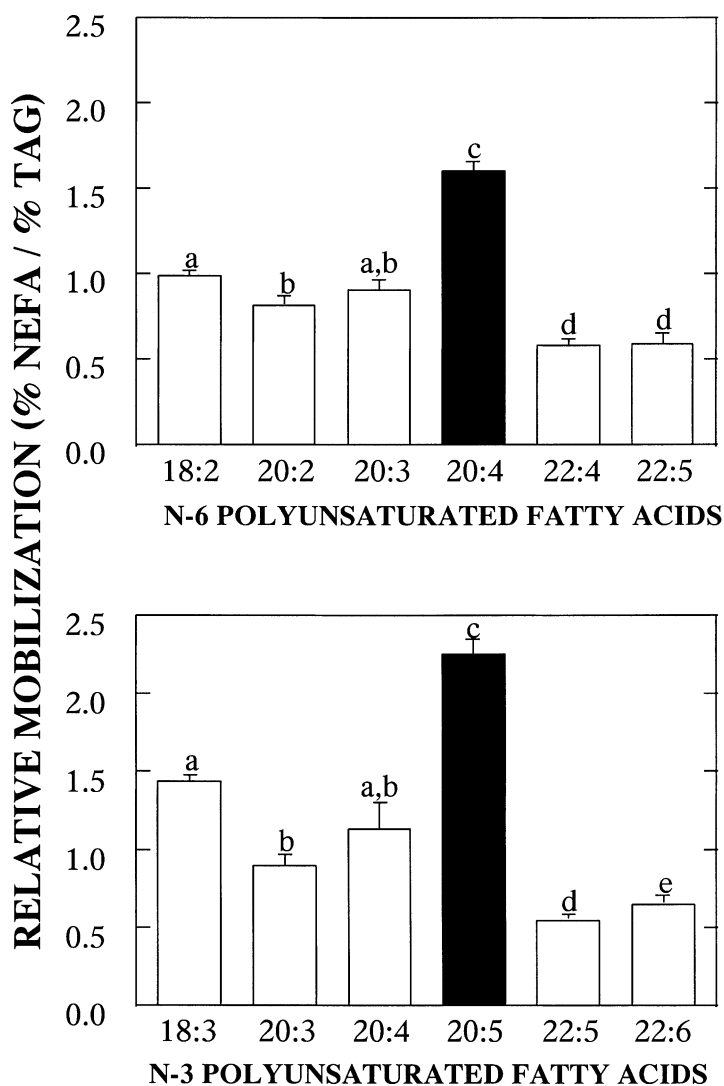 RELATIVE MOBILIZATION (% NEFA / % TAG)
2.5
2.0
1.5
1.0
0.5
0.0
a
b
a,b
c
d
d
18:2 20:2 20:3 20:4 22:4 22:5
N-6 POLYUNSATURATED FATTY ACIDS
2.5
2.0
1.5
1.0
0.5
0.0
a
b
a,b
c
d
e
18:3 20:3 20:4 20:5 22:5 22:6
N-3 POLYUNSATURATED FATTY ACIDS